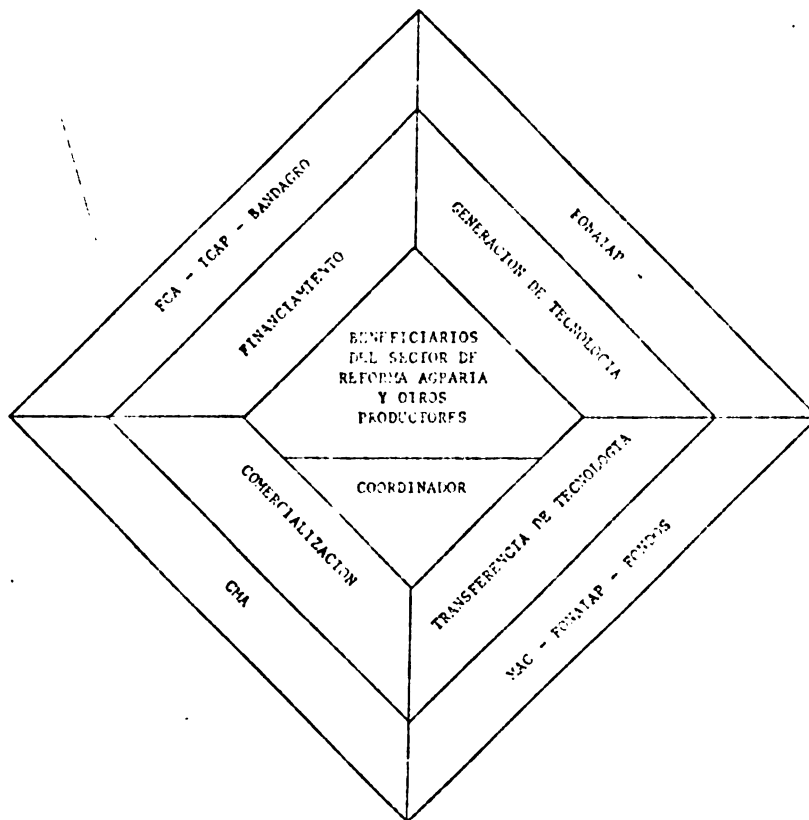 FCA - ICAP - BANDAGRO
FONAIAP -
FINANCIAMIENTO
GENERACION DE TECNOLOGIA
BENEFICIARIOS
DEL SECTOR DE
REFORMA AGRARIA
Y OTROS
PRODUCTORES
COORDINADOR
COMERCIALIZACION
TRANSFERENCIA DE TECNOLOGIA
CMA
MAC - FONAIAP - FONDOS